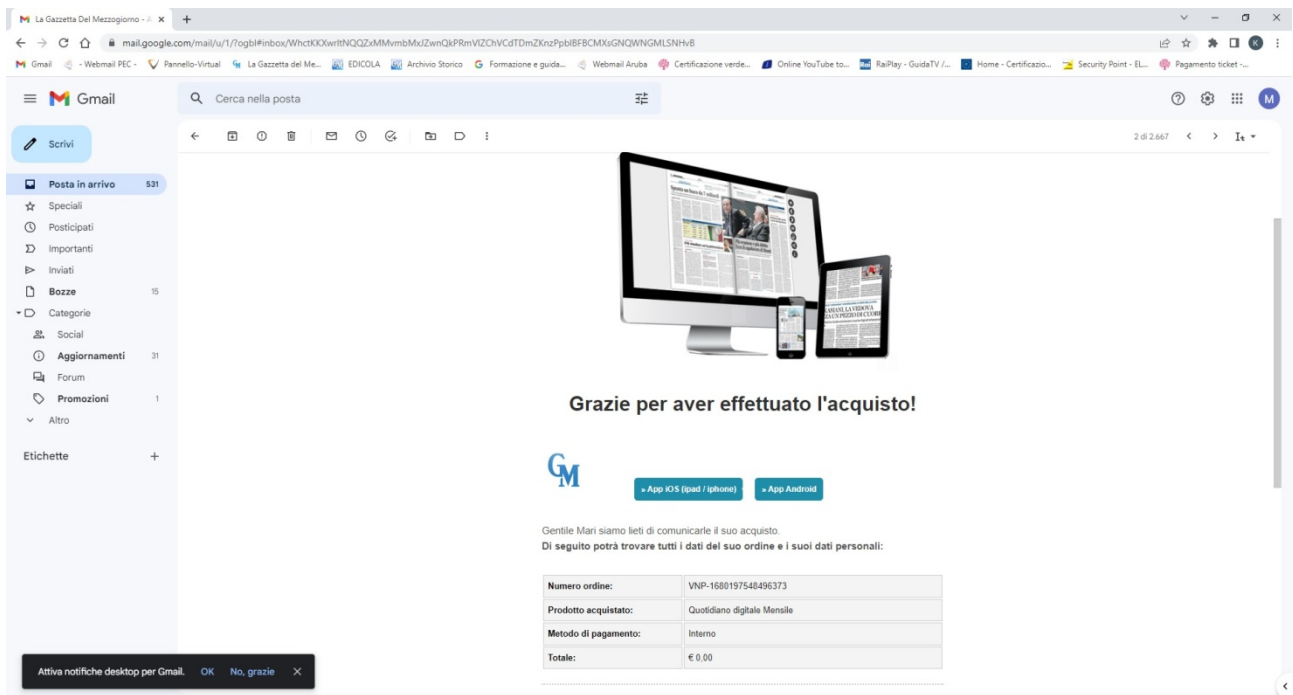 La Gazzetta Del Mezzogiorno - A
mail.google.com/mail/u/1/?ogbl#inbox/WhctKKXwrItNQQZxMMvmbMxJZwnQkPRmVlZChVCdTDmZKnzPpblBFBCMXsGNQWNGMLSNHvB
Gmail - Webmail PEC - Pannello-Virtual La Gazzetta del Me... EDICOLA Archivio Storico Formazione e guida... Webmail Aruba Certificazione verde... Online YouTube to... RaiPlay - GuidaTV /... Home - Certificazio... Security Point - EL... Pagamento ticket -...
Gmail
Cerca nella posta
M
Scrivi
2 di 2.667
Posta in arrivo 531
Speciali
Posticipati
Importanti
Inviati
Bozze 15
Categorie
Social
Aggiornamenti 31
Forum
Promozioni 1
Altro
Etichette +
Grazie per aver effettuato l'acquisto!
GM
» App iOS (ipad / iphone) » App Android
Gentile Mari siamo lieti di comunicarle il suo acquisto.
Di seguito potrà trovare tutti i dati del suo ordine e i suoi dati personali:
Numero ordine: VNP-1680197548496373
Prodotto acquistato: Quotidiano digitale Mensile
Metodo di pagamento: Interno
Totale: € 0,00
Attiva notifiche desktop per Gmail. OK No, grazie